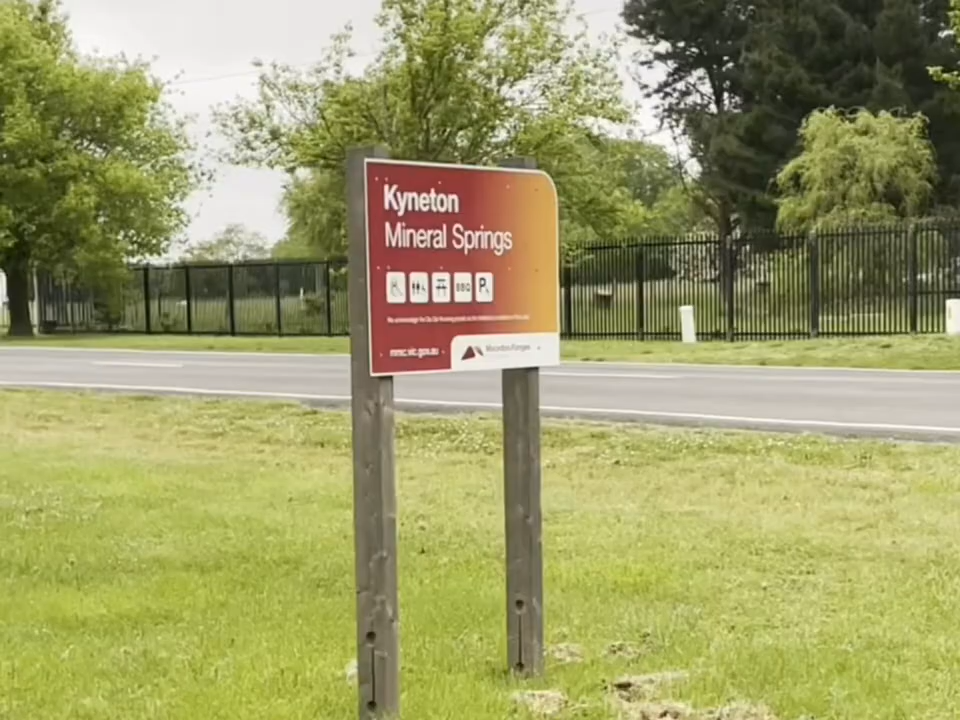 Kyneton
Mineral Springs
BBQ
P
mrsc.vic.gov.au
Macedon Ranges